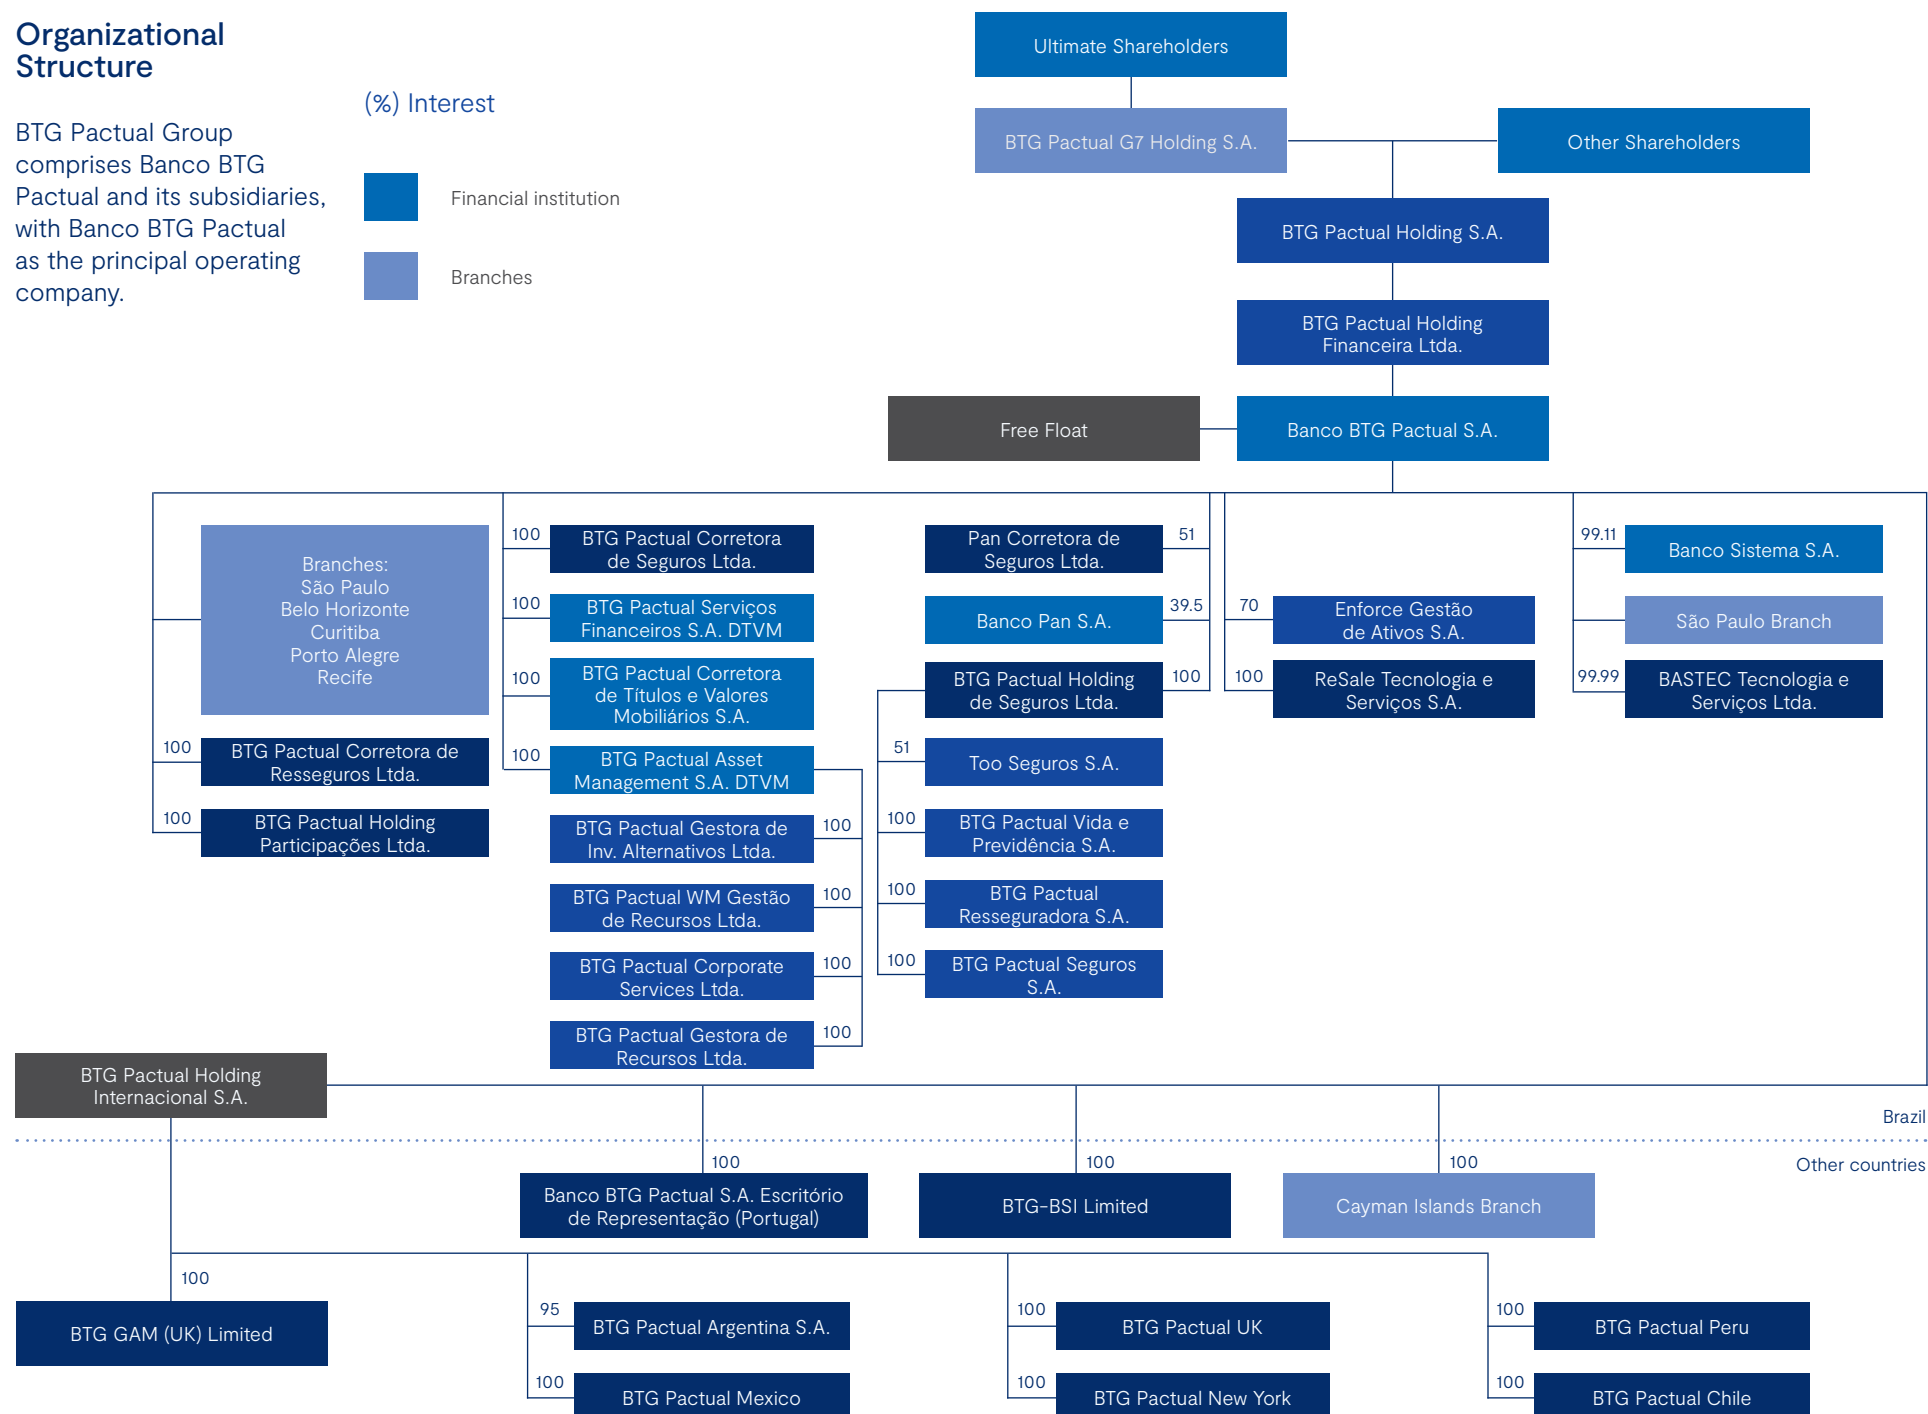 Organizational
Structure
BTG Pactual Group
comprises Banco BTG
Pactual and its subsidiaries,
with Banco BTG Pactual
as the principal operating
company.
(%) Interest
Financial institution
Branches
Ultimate Shareholders
BTG Pactual G7 Holding S.A.
Other Shareholders
BTG Pactual Holding S.A.
BTG Pactual Holding
Financeira Ltda.
Free Float
Banco BTG Pactual S.A.
Branches:
São Paulo
Belo Horizonte
Curitiba
Porto Alegre
Recife
100
BTG Pactual Corretora de
Resseguros Ltda.
100
BTG Pactual Holding
Participações Ltda.
100
BTG Pactual Corretora
de Seguros Ltda.
100
BTG Pactual Serviços
Financeiros S.A. DTVM
100
BTG Pactual Corretora
de Títulos e Valores
Mobiliários S.A.
100
BTG Pactual Asset
Management S.A. DTVM
BTG Pactual Gestora de
Inv. Alternativos Ltda.
100
BTG Pactual WM Gestão
de Recursos Ltda.
100
BTG Pactual Corporate
Services Ltda.
100
BTG Pactual Gestora de
Recursos Ltda.
100
Pan Corretora de
Seguros Ltda.
51
Banco Pan S.A.
39.5
BTG Pactual Holding
de Seguros Ltda.
100
51
Too Seguros S.A.
100
BTG Pactual Vida e
Previdência S.A.
100
BTG Pactual
Resseguradora S.A.
100
BTG Pactual Seguros
S.A.
70
Enforce Gestão
de Ativos S.A.
100
ReSale Tecnologia e
Serviços S.A.
99.11
Banco Sistema S.A.
São Paulo Branch
99.99
BASTEC Tecnologia e
Serviços Ltda.
BTG Pactual Holding
Internacional S.A.
Brazil
Other countries
100
Banco BTG Pactual S.A. Escritório
de Representação (Portugal)
100
BTG-BSI Limited
100
Cayman Islands Branch
100
BTG GAM (UK) Limited
95
BTG Pactual Argentina S.A.
100
BTG Pactual Mexico
100
BTG Pactual UK
100
BTG Pactual New York
100
BTG Pactual Peru
100
BTG Pactual Chile